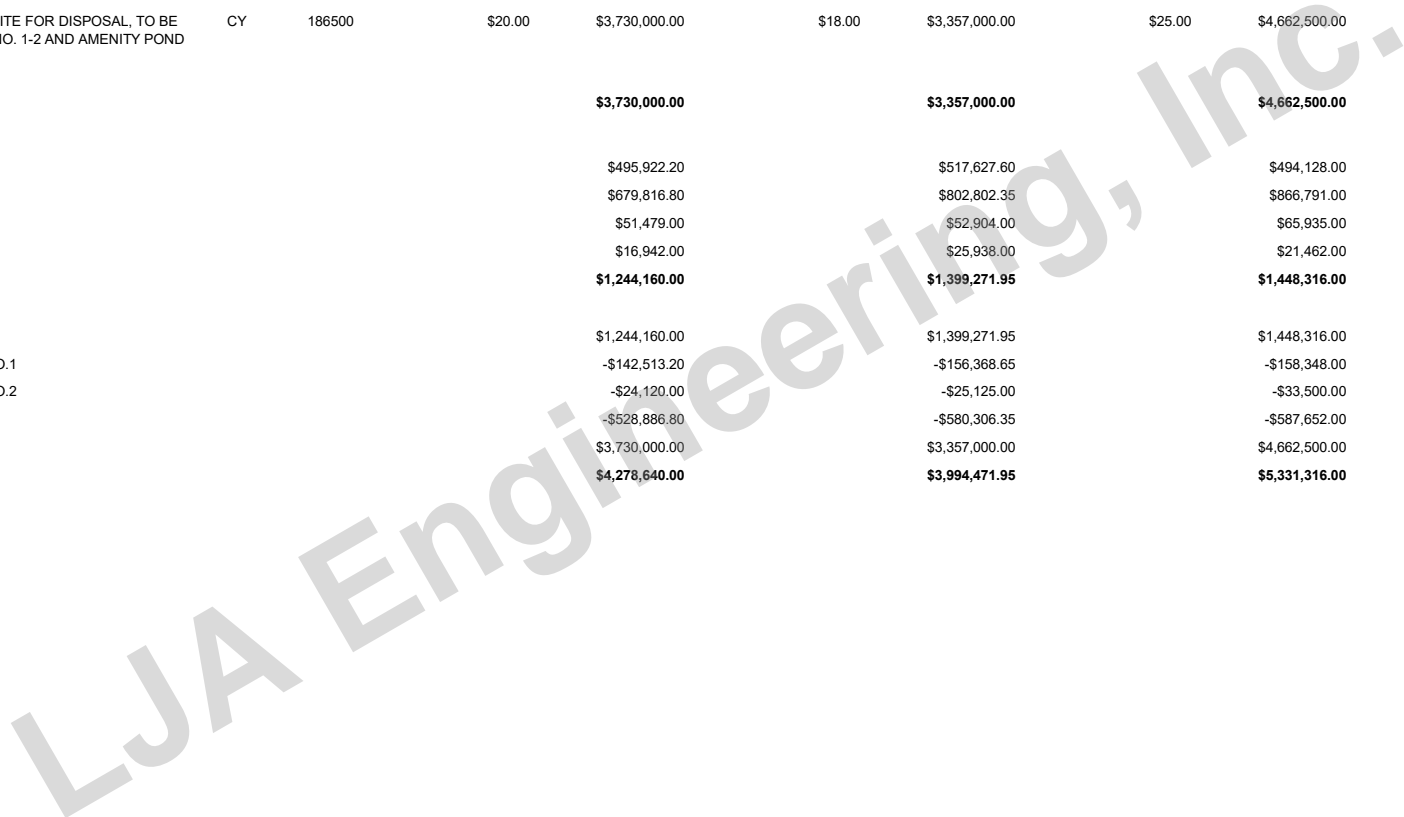 ITE FOR DISPOSAL, TO BE CY 186500 $20.00 $3,730,000.00 $18.00 $3,357,000.00 $25.00 $4,662,500.00
NO. 1-2 AND AMENITY POND
$3,730,000.00 $3,357,000.00 $4,662,500.00
$495,922.20 $517,627.60 $494,128.00
$679,816.80 $802,802.35 $866,791.00
$51,479.00 $52,904.00 $65,935.00
$16,942.00 $25,938.00 $21,462.00
$1,244,160.00 $1,399,271.95 $1,448,316.00
$1,244,160.00 $1,399,271.95 $1,448,316.00
O.1 -$142,513.20 -$156,368.65 -$158,348.00
O.2 -$24,120.00 -$25,125.00 -$33,500.00
-$528,886.80 -$580,306.35 -$587,652.00
$3,730,000.00 $3,357,000.00 $4,662,500.00
$4,278,640.00 $3,994,471.95 $5,331,316.00
LJA Engineering, Inc.